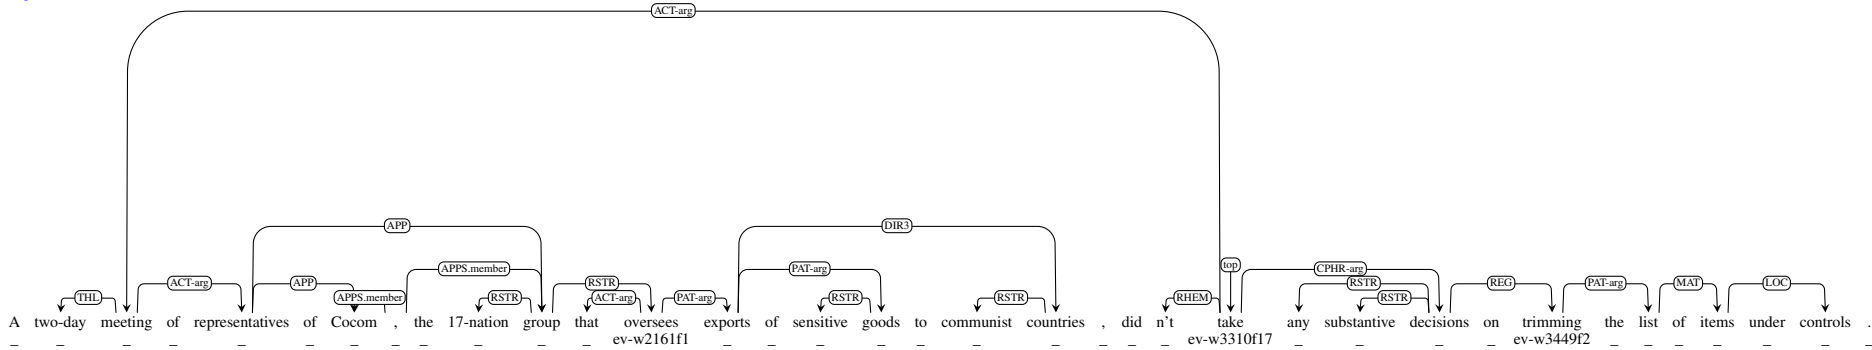 ACT-arg
APP DIR3
APPS.member PAT-arg top CPHR-arg
ACT-arg APP RSTR RSTR REG PAT-arg MAT LOC
THL APPS.member RSTR ACT-arg PAT-arg RSTR RSTR RHEM RSTR
A two-day meeting of representatives of Cocom , the 17-nation group that oversees exports of sensitive goods to communist countries , did n't take any substantive decisions on trimming the list of items under controls .
_ _ _ _ _ _ _ _ _ _ _ _ ev-w2161f1 _ _ _ _ _ _ _ _ _ _ ev-w3310f17 _ _ _ _ ev-w3449f2 _ _ _ _ _ _ _